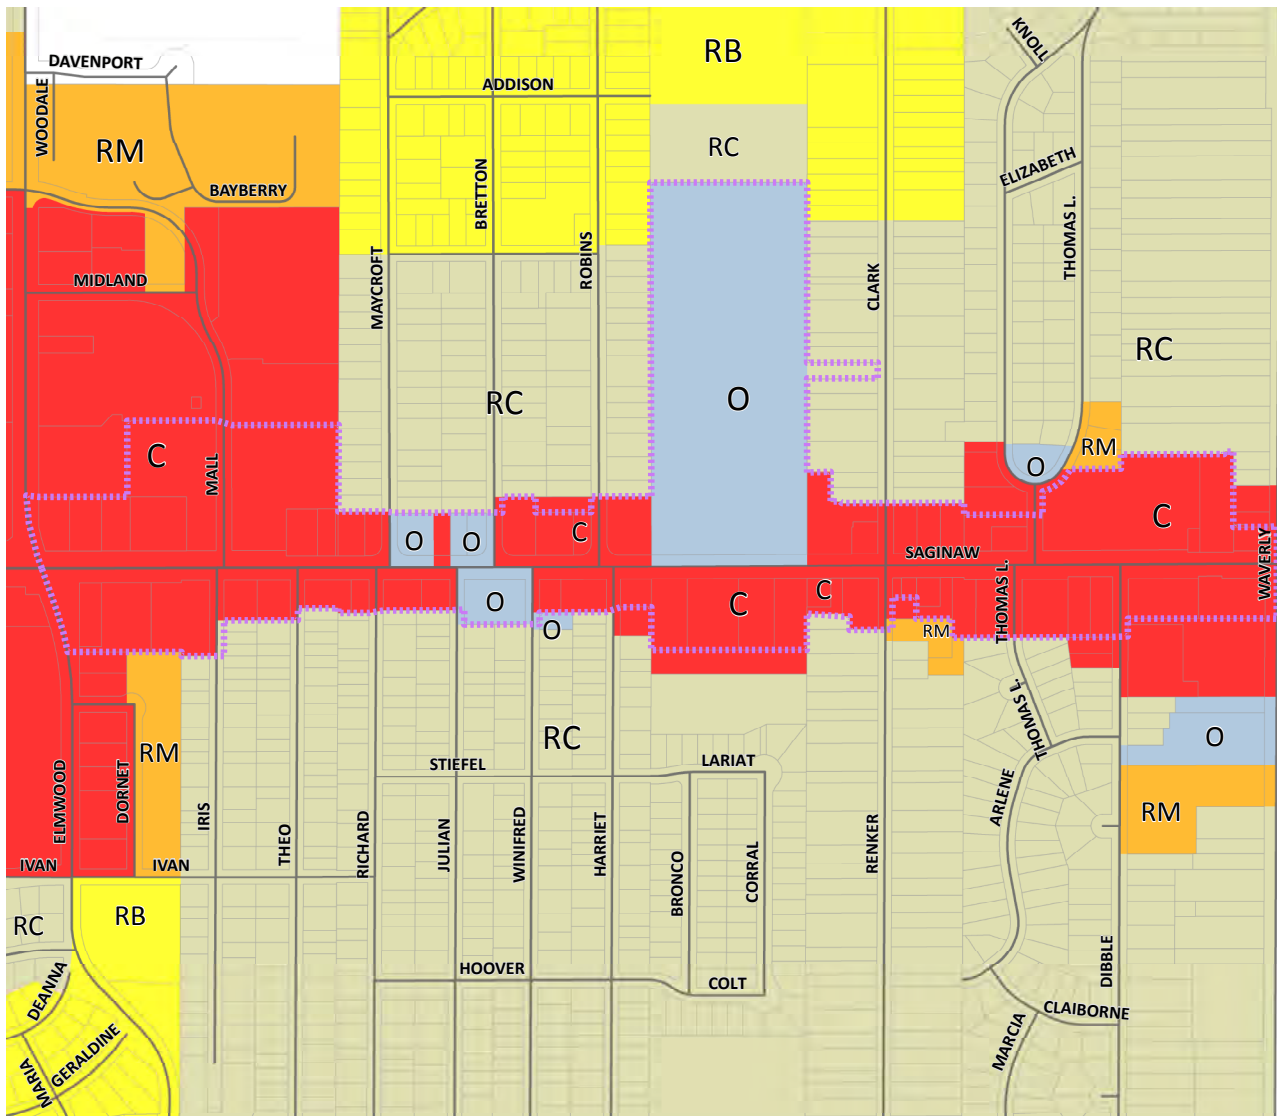 KNOLL
RB
DAVENPORT
ADDISON
WOODALE
RM
RC
ELIZABETH
BAYBERRY
BRETTON
THOMAS L.
ROBINS
MAYCROFT
CLARK
MIDLAND
RC
RC
O
C
MALL
O
RM
O
O
C
C
SAGINAW
WAVERLY
C
C
O
O
RM
THOMAS L.
THOMAS L.
RM
RC
O
STIEFEL
LARIAT
ELMWOOD
DORNET
IRIS
THEO
RICHARD
JULIAN
WINIFRED
HARRIET
BRONCO
CORRAL
RENKER
ARLENE
RM
IVAN
IVAN
RC
RB
HOOVER
COLT
DIBBLE
DEANNA
CLAIBORNE
MARCIA
GERALDINE
MARIA